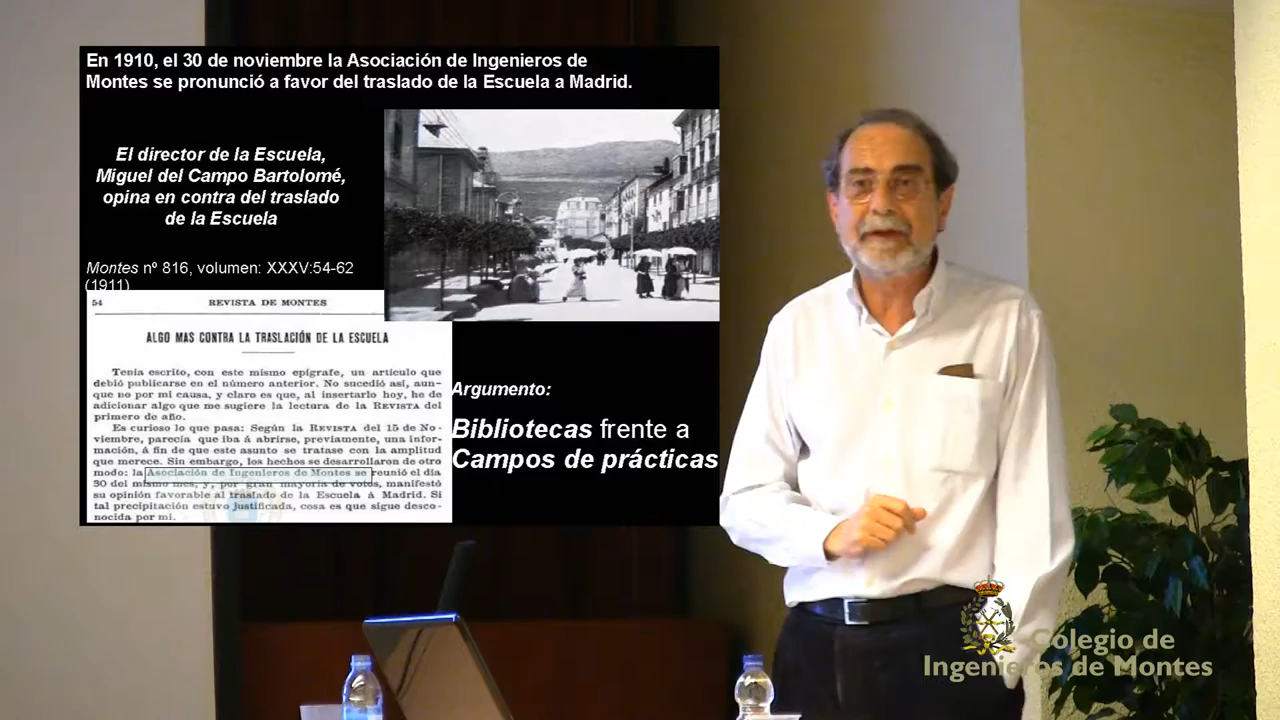 En 1910, el 30 de noviembre la Asociación de Ingenieros de
Montes se pronunció a favor del traslado de la Escuela a Madrid.
El director de la Escuela,
Miguel del Campo Bartolomé,
opina en contra del traslado
de la Escuela
Montes nº 816, volumen: XXXV:54-62
(1911)
54 REVISTA DE MONTES
ALGO MAS CONTRA LA TRASLACIÓN DE LA ESCUELA
Tenía escrito, con este mismo epígrafe, un artículo que
debió publicarse en el número anterior. No sucedió así, aun-
que no por mi causa, y claro es que, al insertarlo hoy, he de
adicionar algo que me sugiere la lectura de la REVISTA del
primero de año.
Es curioso lo que pasa: Según la REVISTA del 15 de No-
viembre, parecía que iba á abrirse, previamente, una infor-
mación, á fin de que este asunto se tratase con la amplitud
que merece. Sin embargo, los hechos se desarrollaron de otro
modo: la Asociación de Ingenieros de Montes se reunió el día
30 del mismo mes, y, por gran mayoría de votos, manifestó
su opinión favorable al traslado de la Escuela á Madrid. Si
tal precipitación estuvo justificada, cosa es que sigue desco-
nocida por mi.
Argumento:
Bibliotecas frente a
Campos de prácticas
Colegio de
Ingenieros de Montes